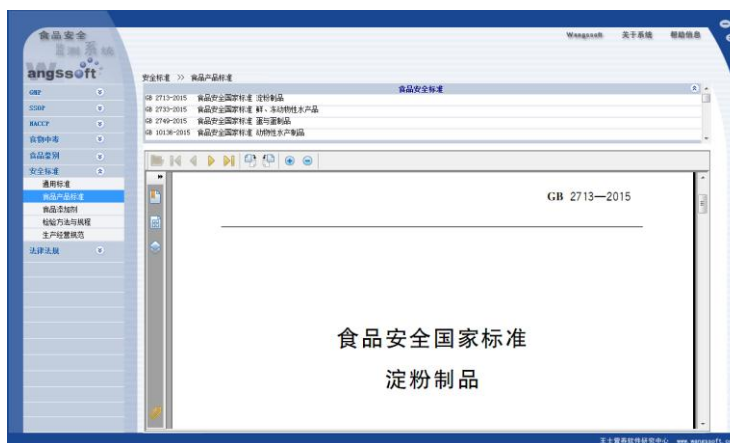 食品安全
监测系统
wangssoft
Wangssoft 关于系统 帮助信息
安全标准 >> 食品产品标准
食品安全标准
GB 2713-2015 食品安全国家标准 淀粉制品
GB 2733-2015 食品安全国家标准 鲜、冻动物性水产品
GB 2749-2015 食品安全国家标准 蛋与蛋制品
GB 10136-2015 食品安全国家标准 动物性水产制品
GMP
SSOP
HACCP
食物中毒
食品鉴别
安全标准
通用标准
食品产品标准
食品添加剂
检验方法与规程
生产经营规范
法律法规
GB 2713—2015
食品安全国家标准
淀粉制品
www.wangssoft.co